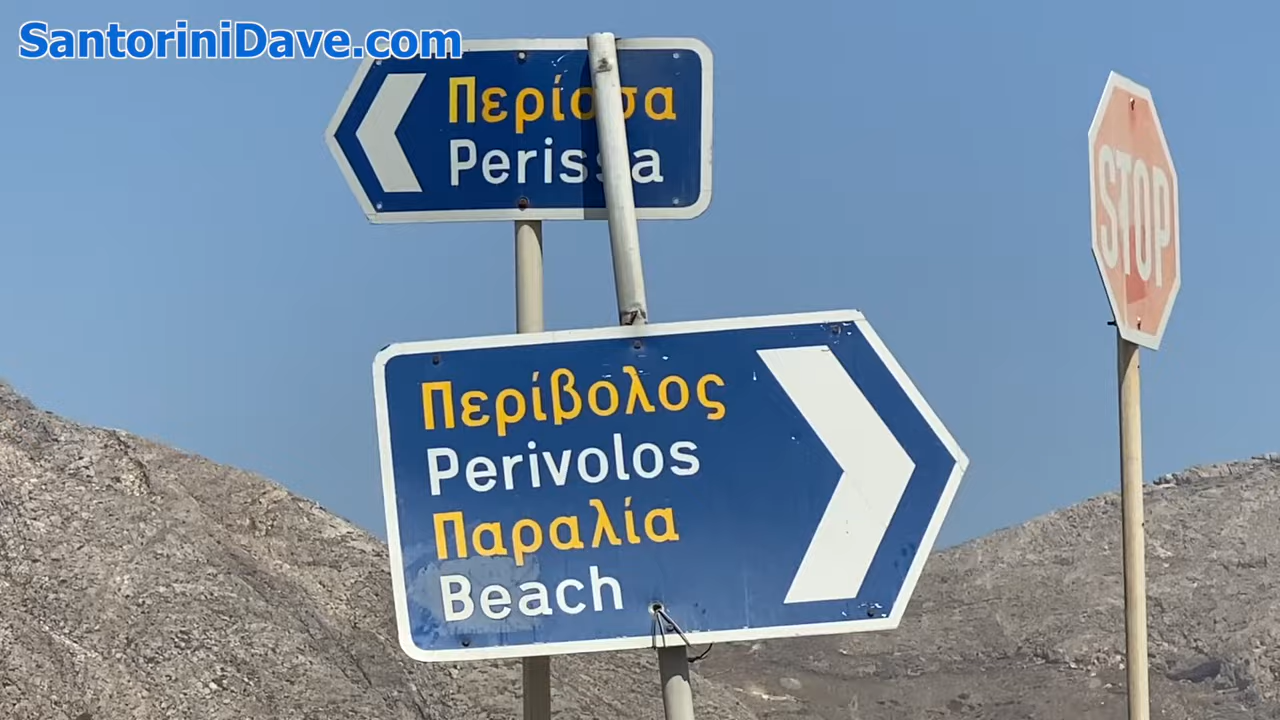 SantoriniDave.com
Περίσσα
Perissa
STOP
Περίβολος
Perivolos
Παραλία
Beach